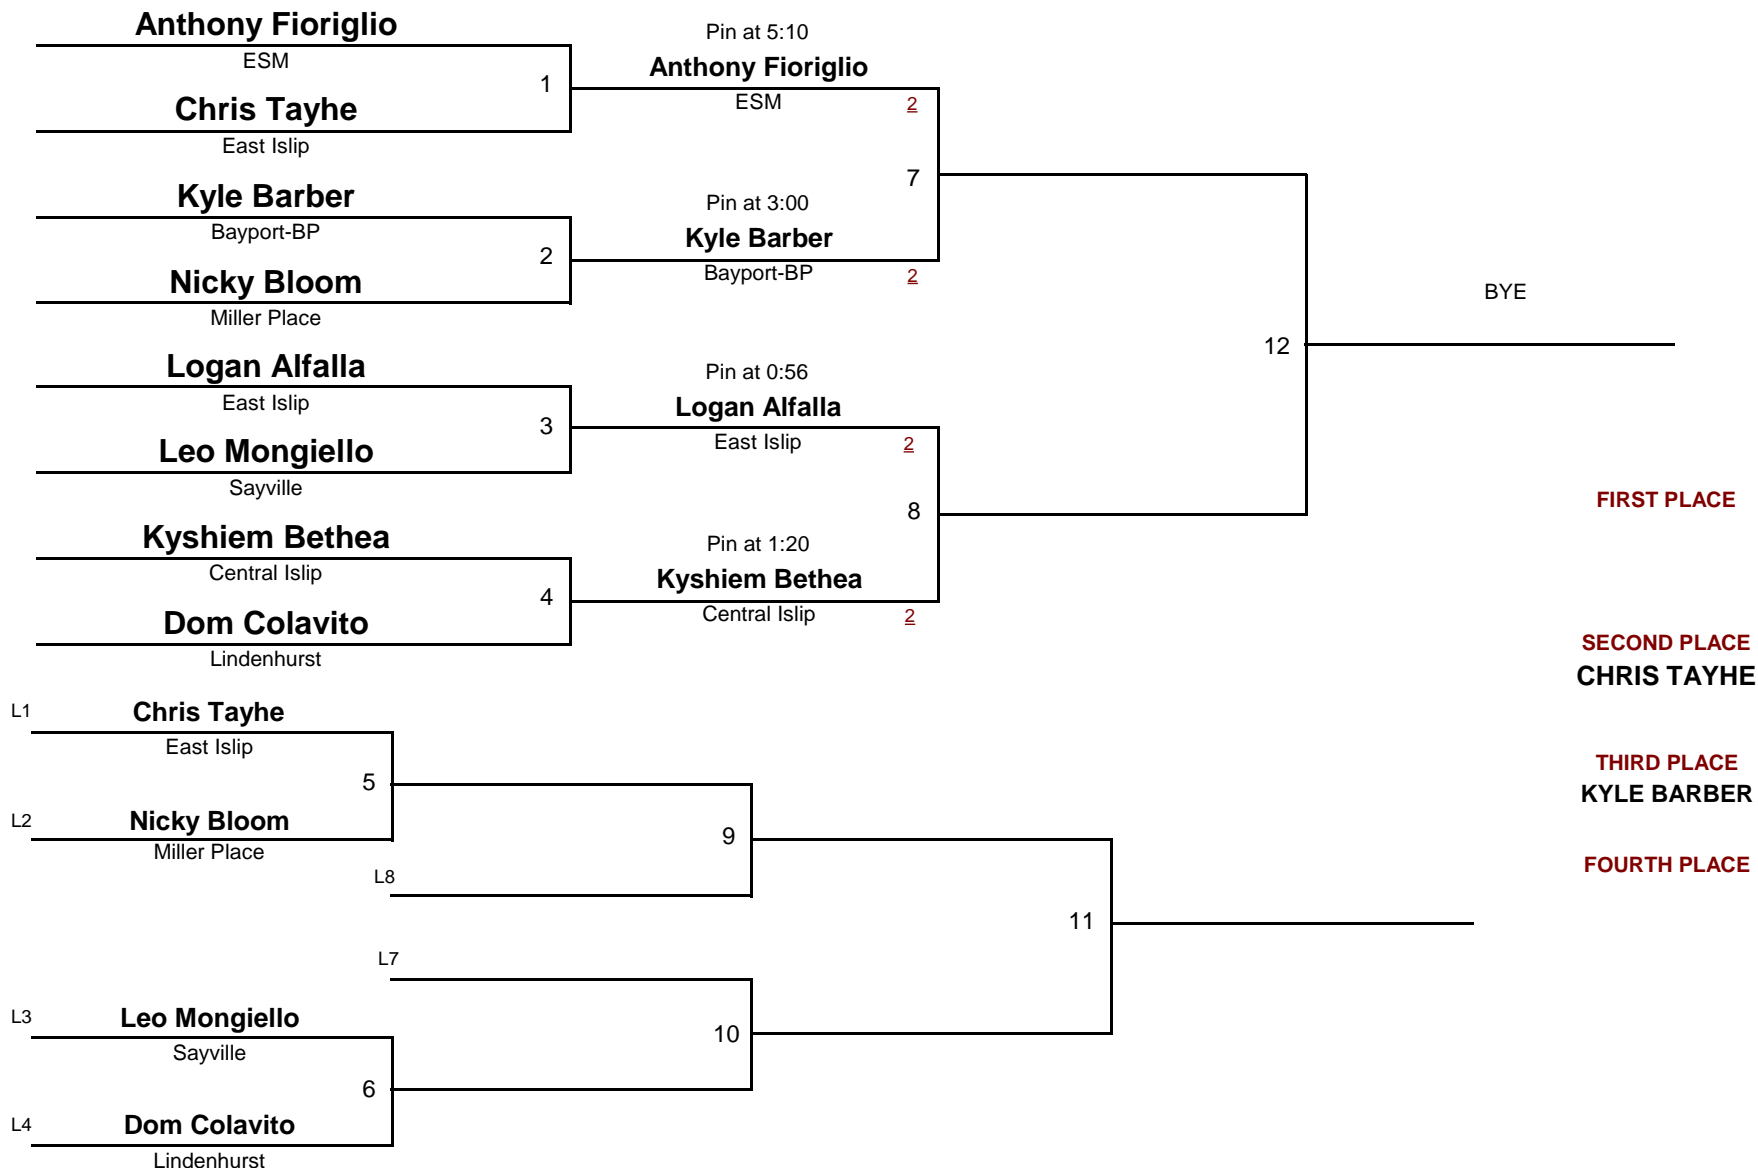 Anthony Fioriglio
ESM
1
Chris Tayhe
East Islip
Pin at 5:10
Anthony Fioriglio
ESM
2
7
Kyle Barber
Bayport-BP
2
Nicky Bloom
Miller Place
Pin at 3:00
Kyle Barber
Bayport-BP
2
BYE
12
Logan Alfalla
East Islip
3
Leo Mongiello
Sayville
Pin at 0:56
Logan Alfalla
East Islip
2
8
Kyshiem Bethea
Central Islip
4
Dom Colavito
Lindenhurst
Pin at 1:20
Kyshiem Bethea
Central Islip
2
FIRST PLACE
SECOND PLACE
CHRIS TAYHE
THIRD PLACE
KYLE BARBER
FOURTH PLACE
L1
Chris Tayhe
East Islip
5
L2
Nicky Bloom
Miller Place
L8
9
11
L7
L3
Leo Mongiello
Sayville
10
6
L4
Dom Colavito
Lindenhurst